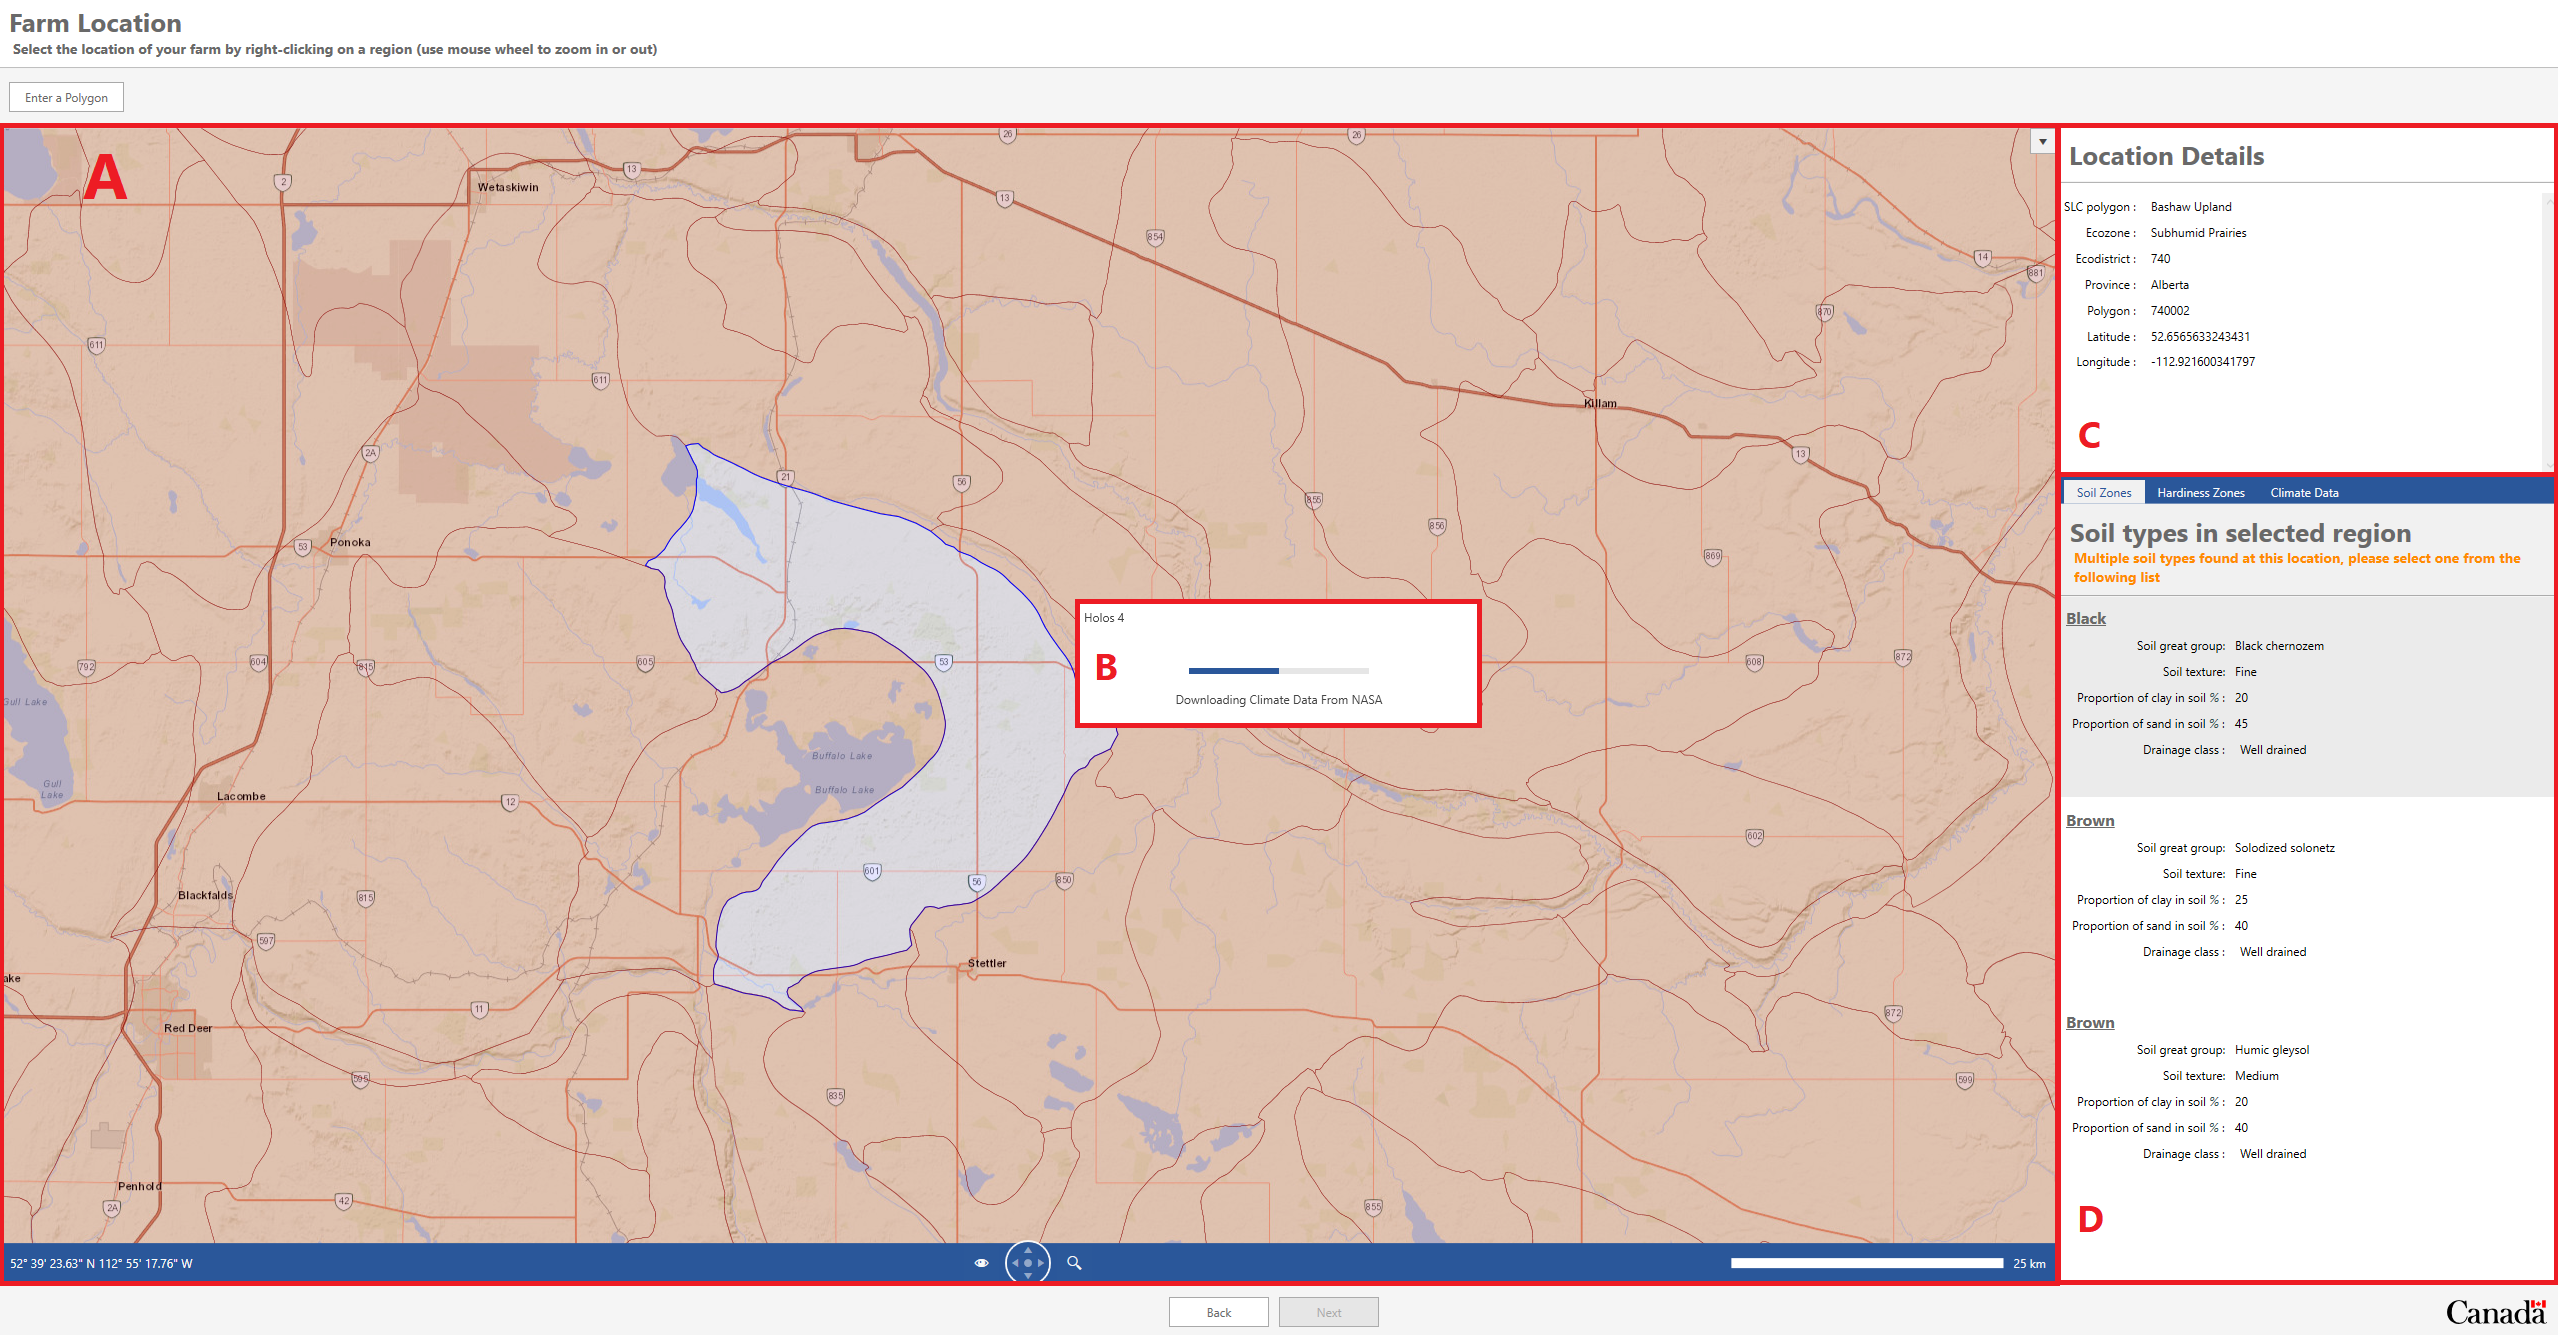 Farm Location
Select the location of your farm by right-clicking on a region (use mouse wheel to zoom in or out)
Enter a Polygon
A
26
26
2
13
Wetaskiwin
13
854
14
881
611
870
611
Killam
2A
13
21
56
855
856
Ponoka
53
869
792
604
815
605
53
608
872
Gull Lake
Buffalo Lake
Gull
Lake
Buffalo Lake
Lacombe
12
602
601
56
850
Blackfalds
815
597
Stettler
ake
11
872
Red Deer
595
599
835
Penhold
42
2A
855
Holos 4
B
Downloading Climate Data From NASA
52° 39' 23.63" N 112° 55' 17.76" W
25 km
Location Details
SLC polygon : Bashaw Upland
Ecozone : Subhumid Prairies
Ecodistrict : 740
Province : Alberta
Polygon : 740002
Latitude : 52.6565633243431
Longitude : -112.921600341797
C
Soil Zones Hardiness Zones Climate Data
Soil types in selected region
Multiple soil types found at this location, please select one from the
following list
Black
Soil great group: Black chernozem
Soil texture: Fine
Proportion of clay in soil % : 20
Proportion of sand in soil % : 45
Drainage class : Well drained
Brown
Soil great group: Solodized solonetz
Soil texture: Fine
Proportion of clay in soil % : 25
Proportion of sand in soil % : 40
Drainage class : Well drained
Brown
Soil great group: Humic gleysol
Soil texture: Medium
Proportion of clay in soil % : 20
Proportion of sand in soil % : 40
Drainage class : Well drained
D
Back
Next
Canada